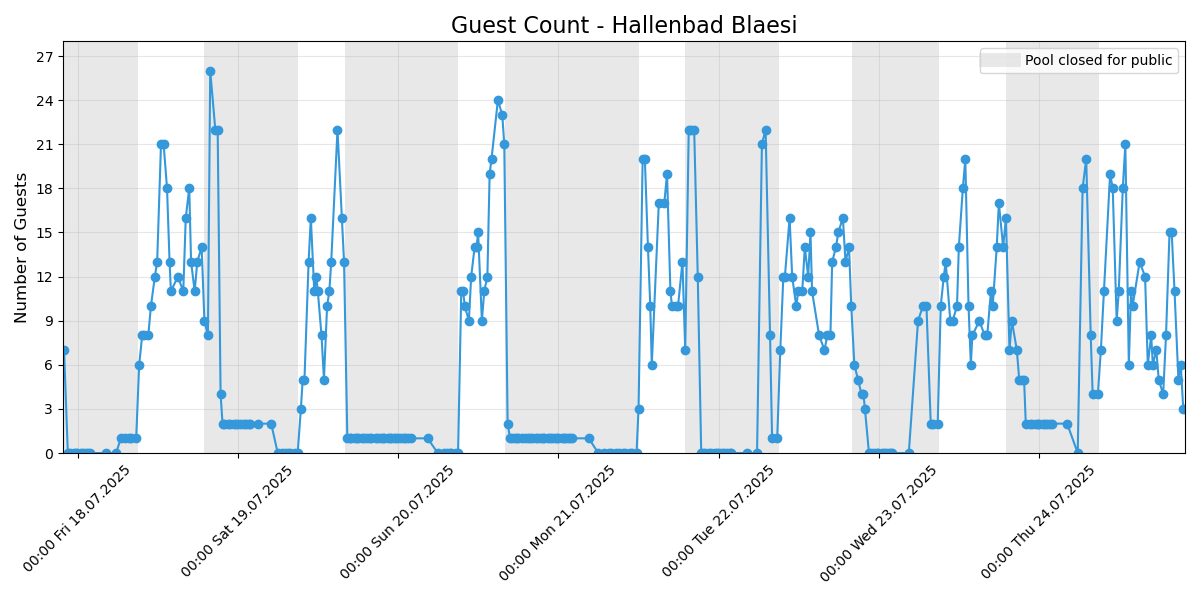 Guest Count - Hallenbad Blaesi
Pool closed for public
Number of Guests
27
24
21
18
15
12
9
6
3
0
00:00 Fri 18.07.2025
00:00 Sat 19.07.2025
00:00 Sun 20.07.2025
00:00 Mon 21.07.2025
00:00 Tue 22.07.2025
00:00 Wed 23.07.2025
00:00 Thu 24.07.2025